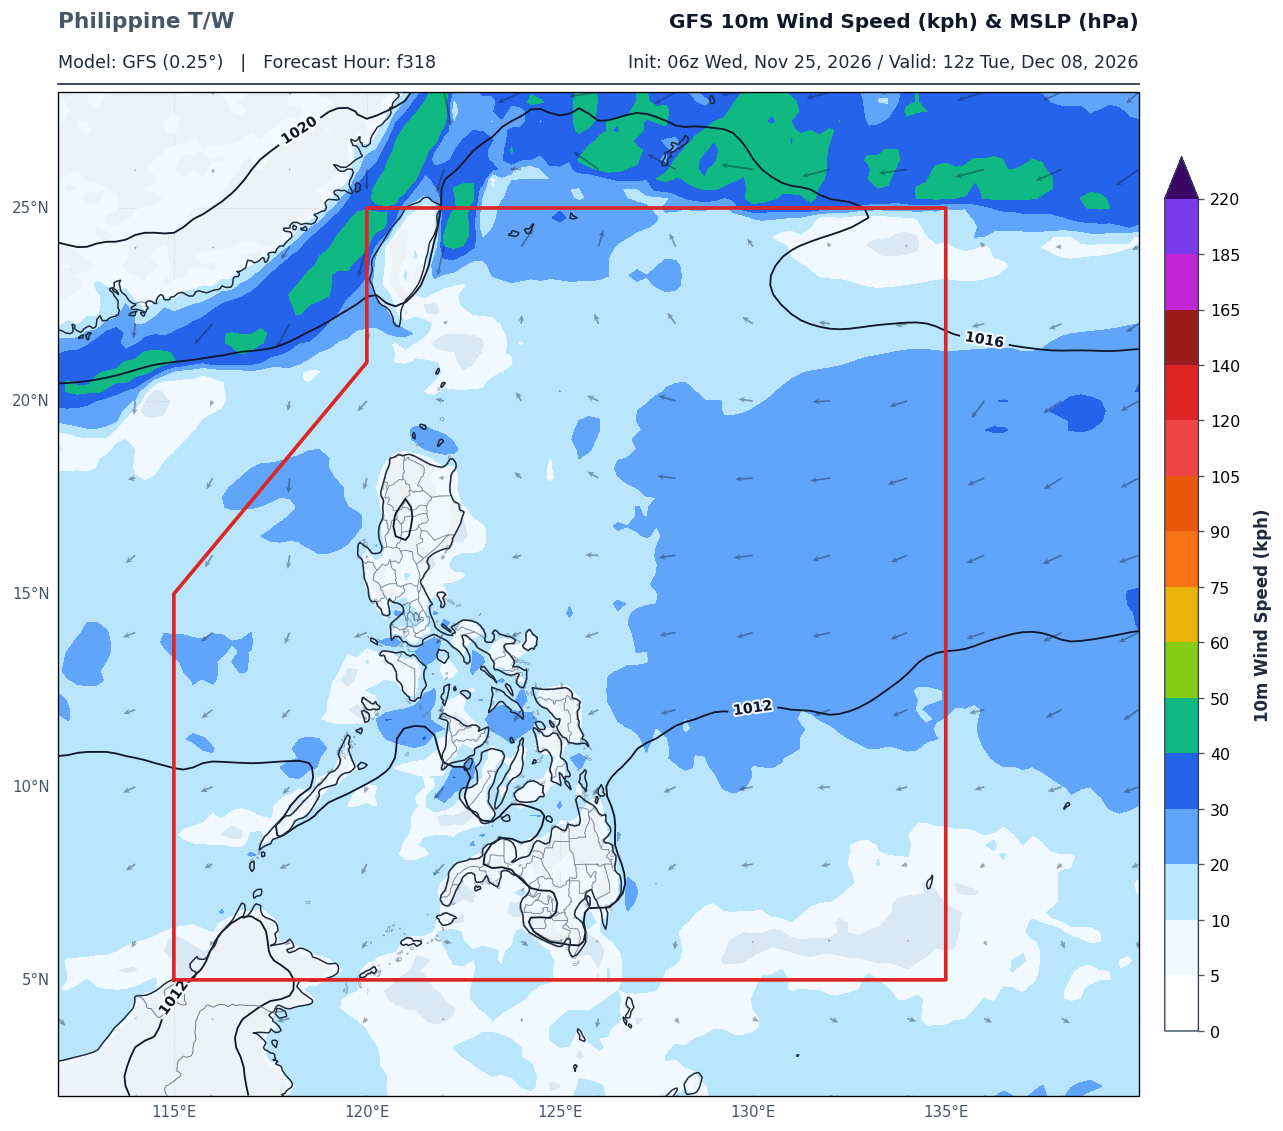 Philippine T/W
GFS 10m Wind Speed (kph) & MSLP (hPa)
Model: GFS (0.25°) | Forecast Hour: f318
Init: 06z Wed, Nov 25, 2026 / Valid: 12z Tue, Dec 08, 2026
1020
1016
1012
1012
25°N
20°N
15°N
10°N
5°N
115°E
120°E
125°E
130°E
135°E
220
185
165
140
120
105
90
75
60
50
40
30
20
10
5
0
10m Wind Speed (kph)